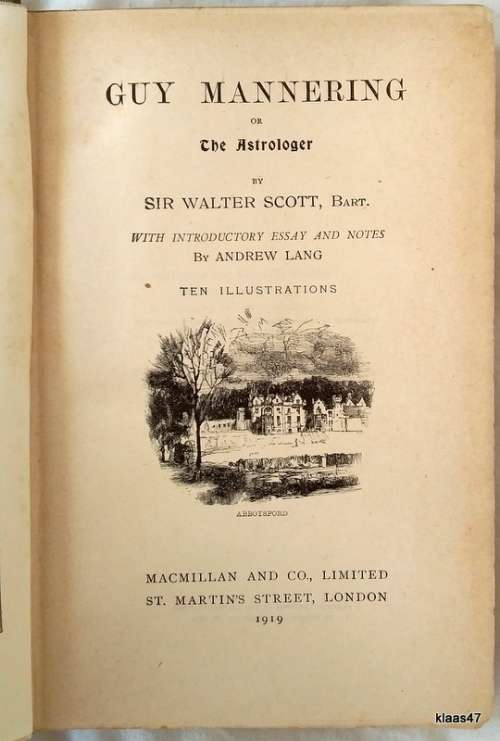 GUY MANNERING
OR
The Astrologer
BY
SIR WALTER SCOTT, BART.
WITH INTRODUCTORY ESSAY AND NOTES
BY ANDREW LANG
TEN ILLUSTRATIONS
ABBOTSFORD
MACMILLAN AND CO., LIMITED
ST. MARTIN'S STREET, LONDON
1919
klaas47